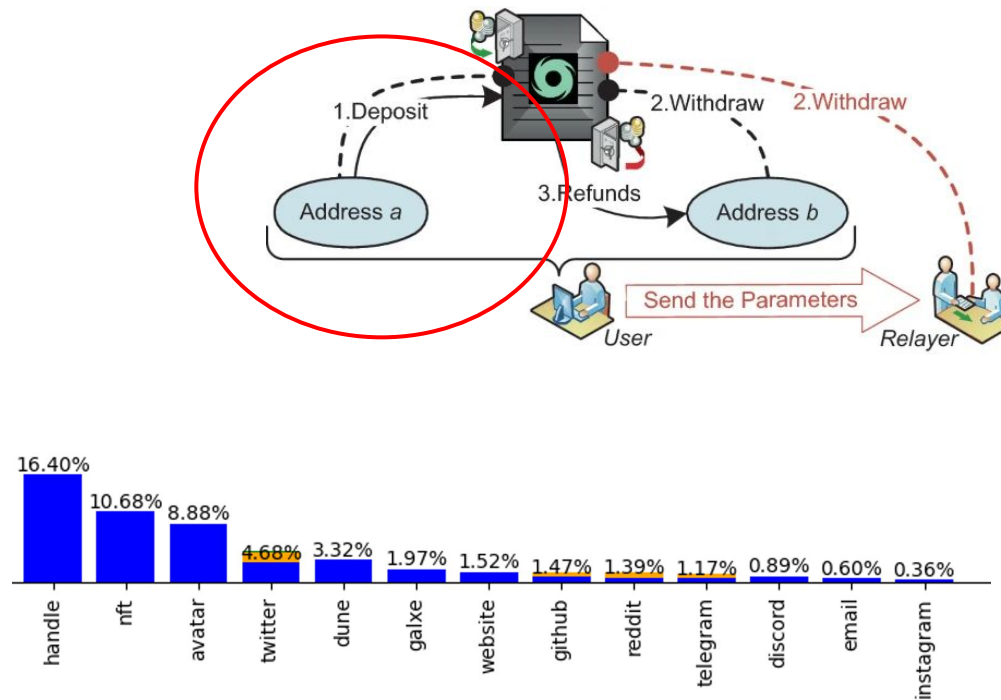 1.Deposit
2.Withdraw
2.Withdraw
3.Refunds
Address a
Address b
Send the Parameters
User
Relayer
16.40%
10.68%
8.88%
4.68%
3.32%
1.97%
1.52%
1.47%
1.39%
1.17%
0.89%
0.60%
0.36%
handle
nft
avatar
twitter
dune
galxe
website
github
reddit
telegram
discord
email
instagram